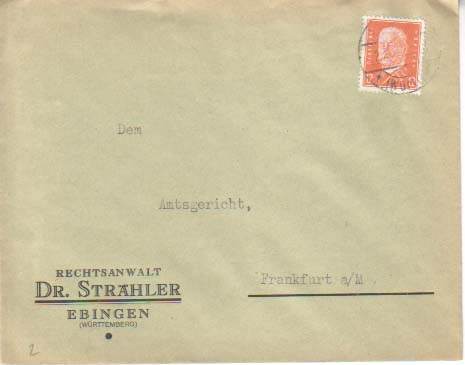 Dem
Amtsgericht,
Frankfurt a/M
RECHTSANWALT
DR. STRÄHLER
EBINGEN
(WÜRTTEMBERG)
2